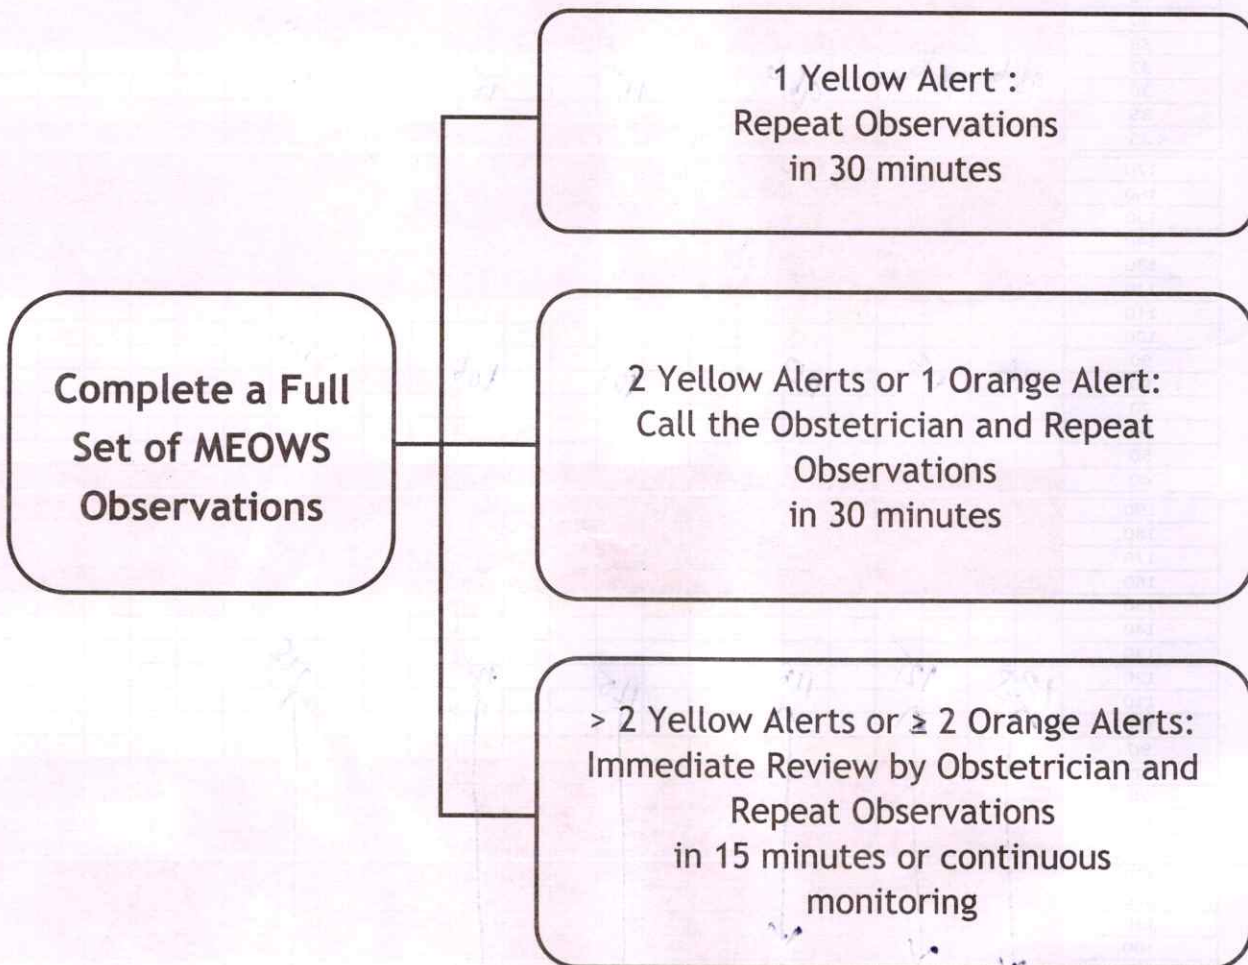 1 Yellow Alert :
Repeat Observations
in 30 minutes
Complete a Full
Set of MEOWS
Observations
2 Yellow Alerts or 1 Orange Alert:
Call the Obstetrician and Repeat
Observations
in 30 minutes
> 2 Yellow Alerts or ≥ 2 Orange Alerts:
Immediate Review by Obstetrician and
Repeat Observations
in 15 minutes or continuous
monitoring